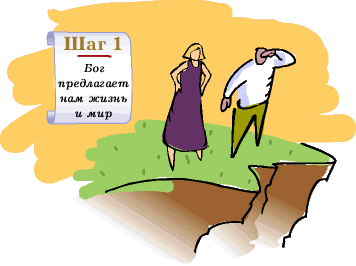 Шаг 1
Бог
предлагает
нам жизнь
и мир